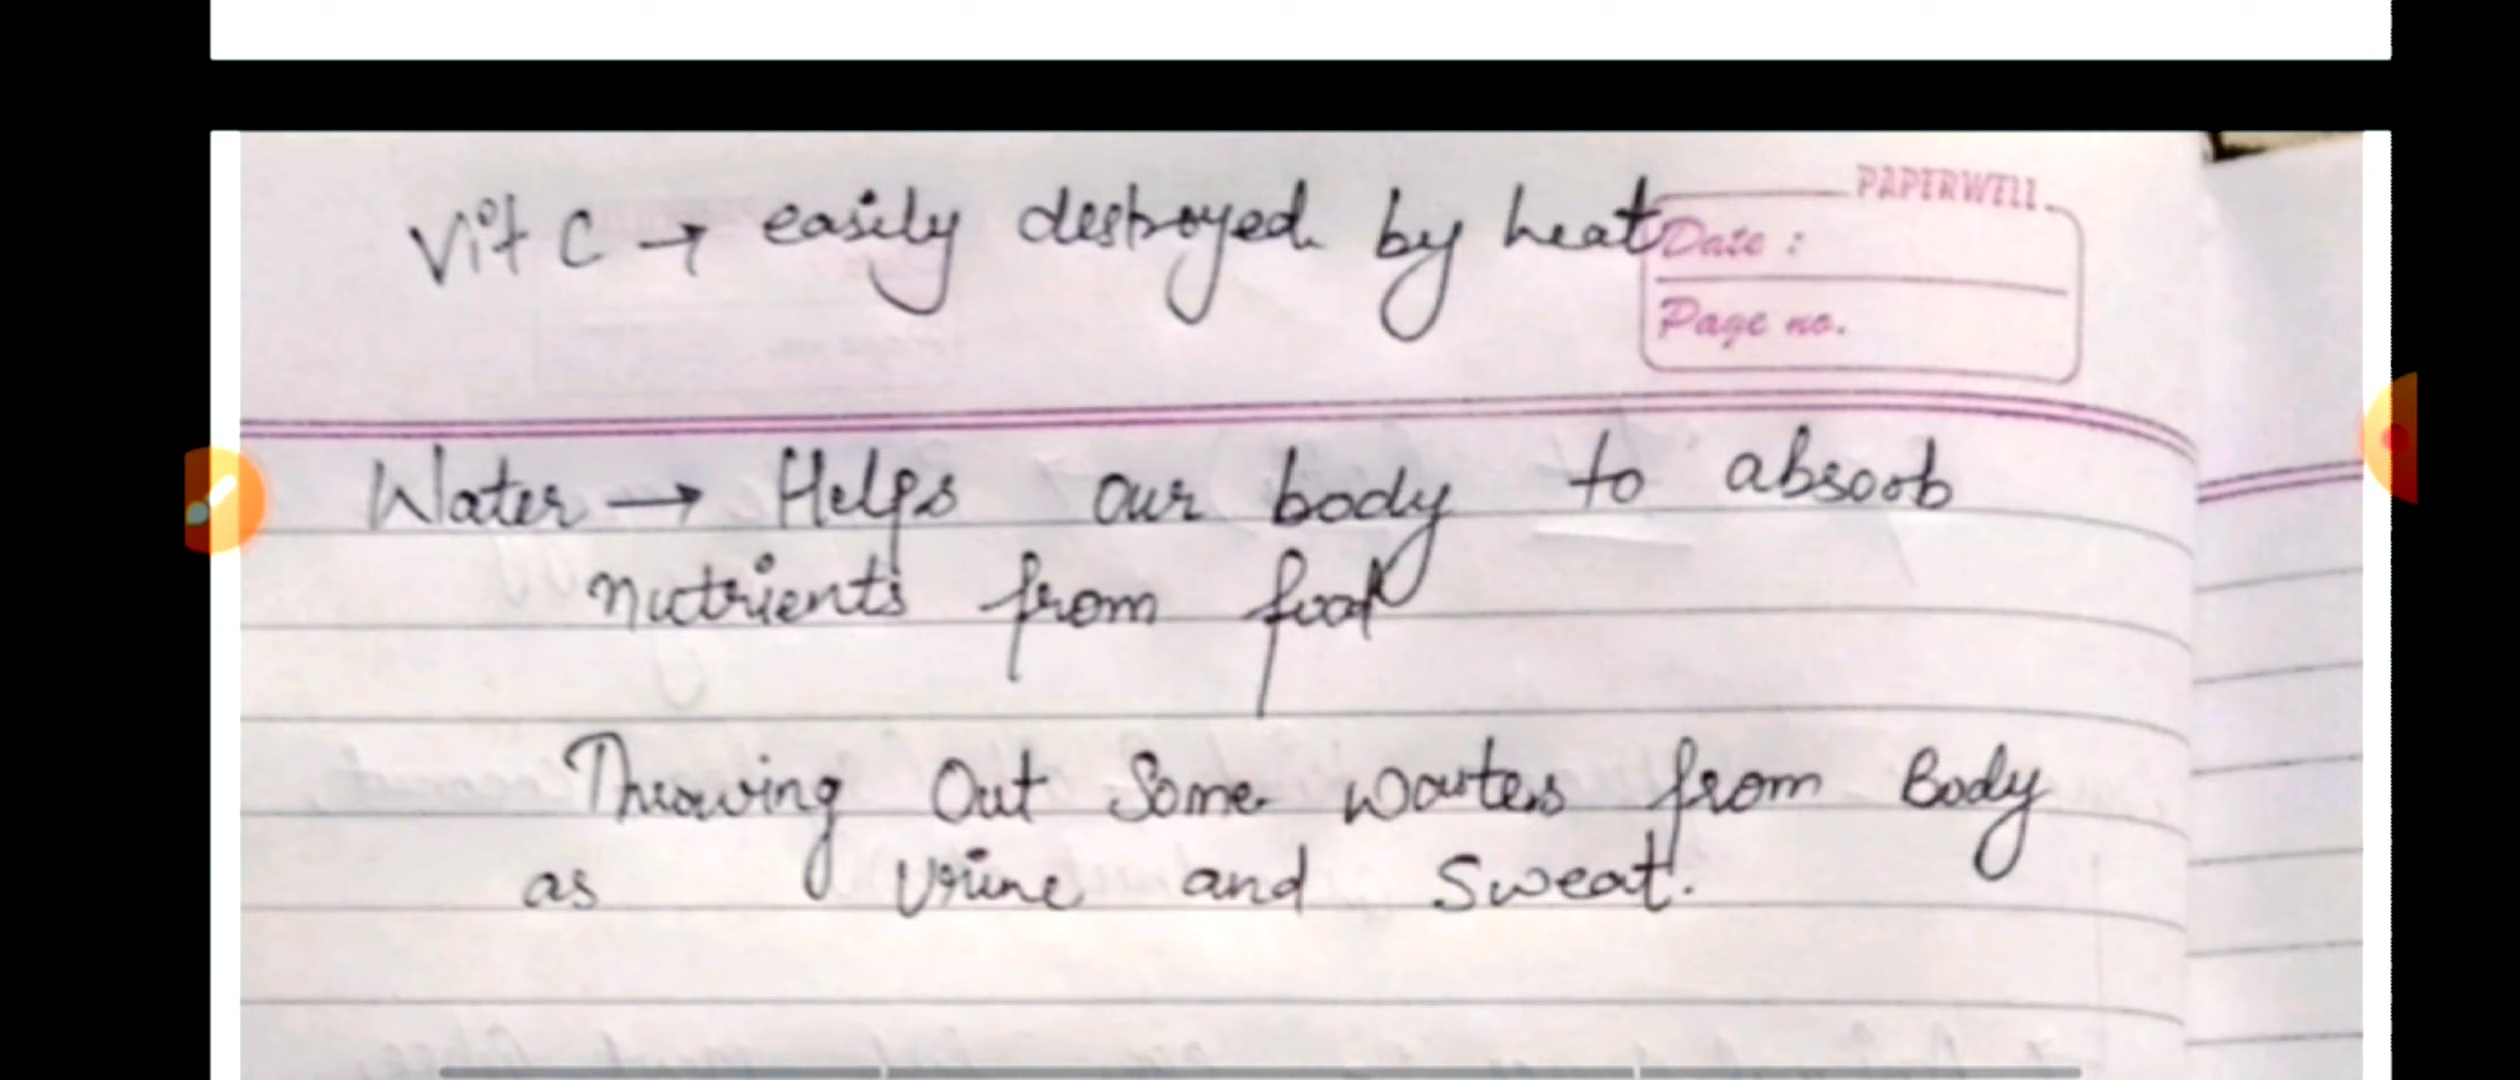 PAPERWELL
Vit C → easily destroyed by heat
Date :
Page no.
Water → Helps our body to absorb
nutrients from food
Throwing Out Some wastes from Body
as Urine and Sweat.